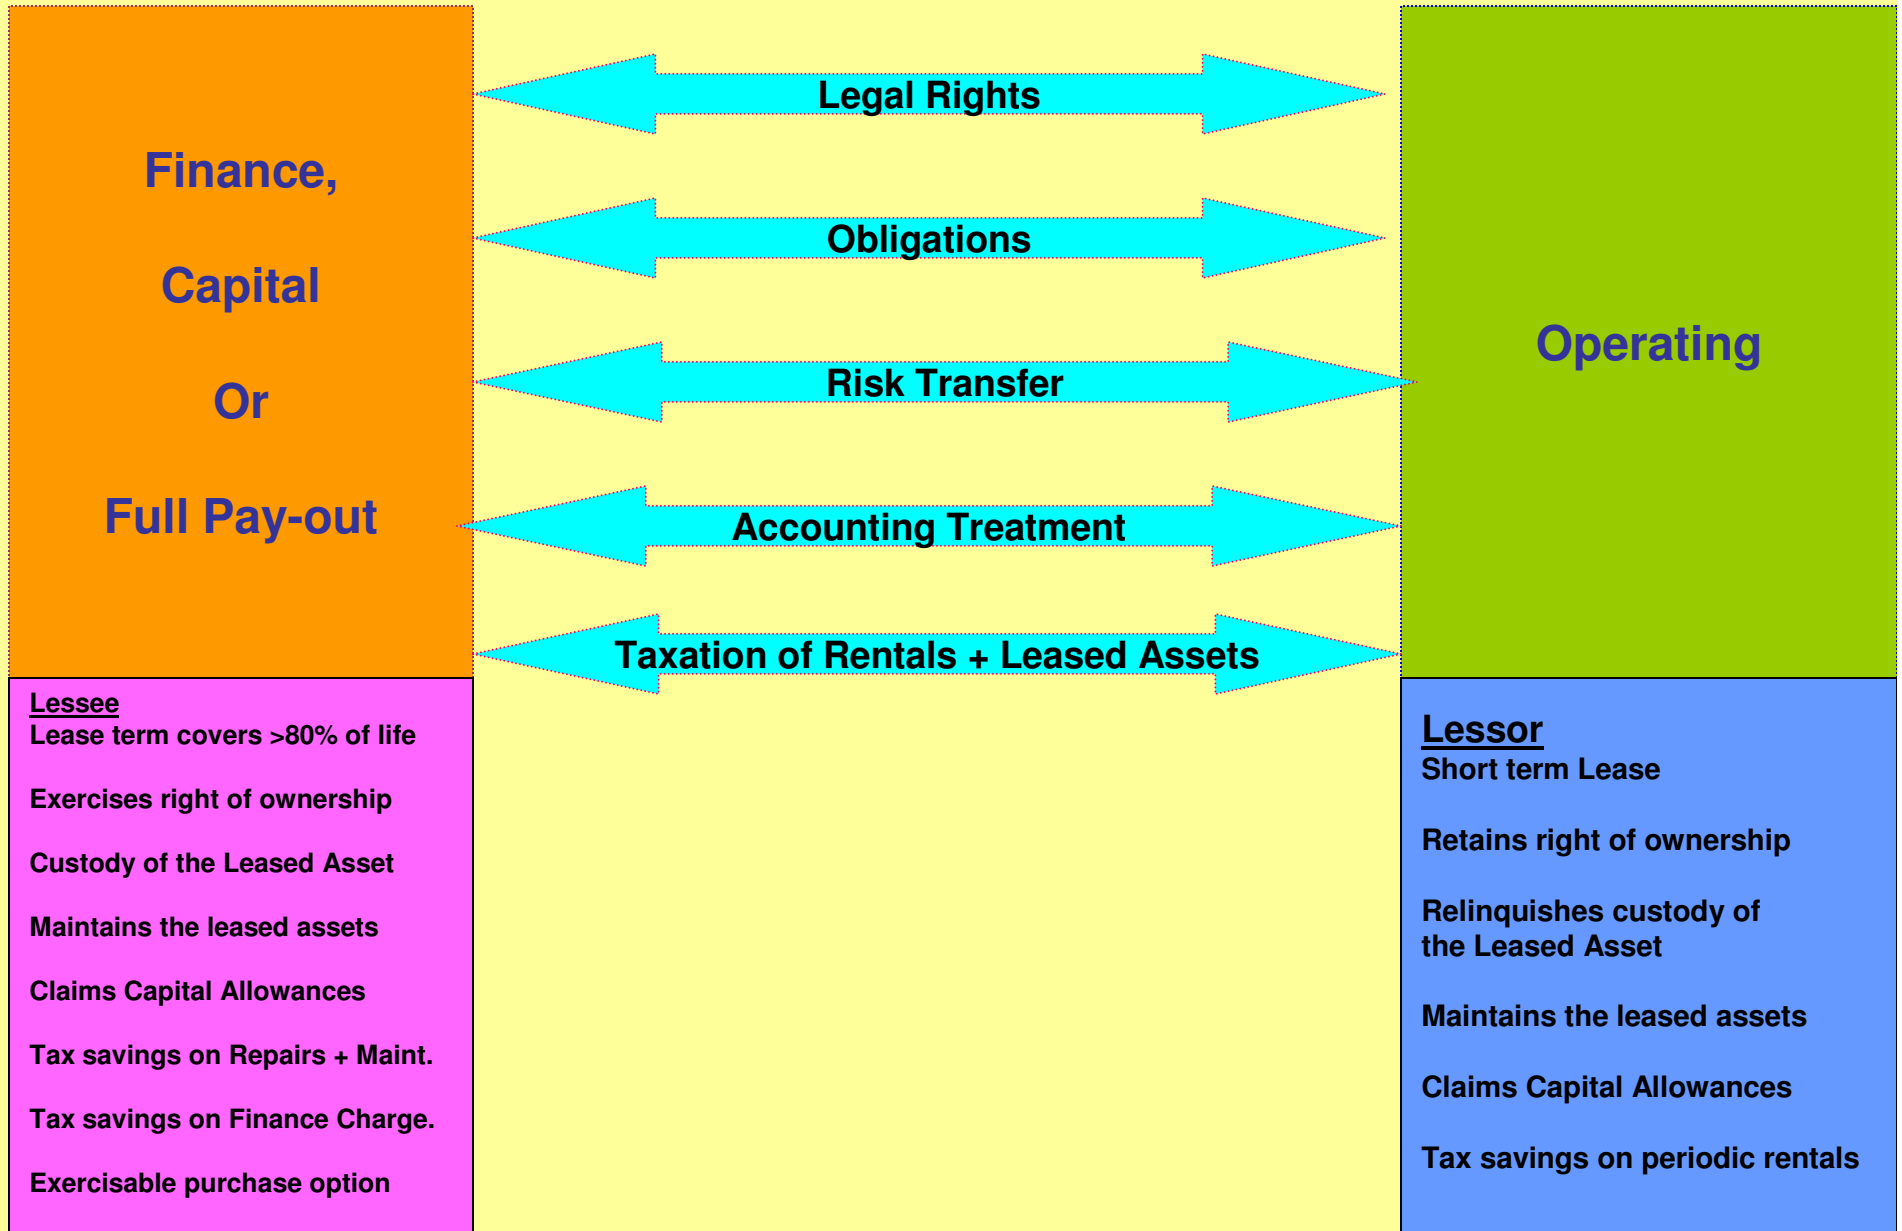 Finance,
Capital
Or
Full Pay-out
Legal Rights
Obligations
Risk Transfer
Accounting Treatment
Taxation of Rentals + Leased Assets
Operating
Lessee
Lease term covers >80% of life
Exercises right of ownership
Custody of the Leased Asset
Maintains the leased assets
Claims Capital Allowances
Tax savings on Repairs + Maint.
Tax savings on Finance Charge.
Exercisable purchase option
Lessor
Short term Lease
Retains right of ownership
Relinquishes custody of
the Leased Asset
Maintains the leased assets
Claims Capital Allowances
Tax savings on periodic rentals